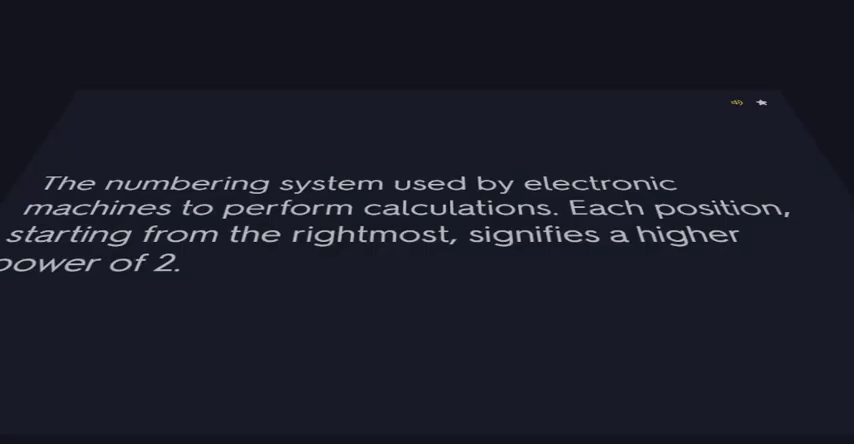 The numbering system used by electronic
machines to perform calculations. Each position,
starting from the rightmost, signifies a higher
power of 2.